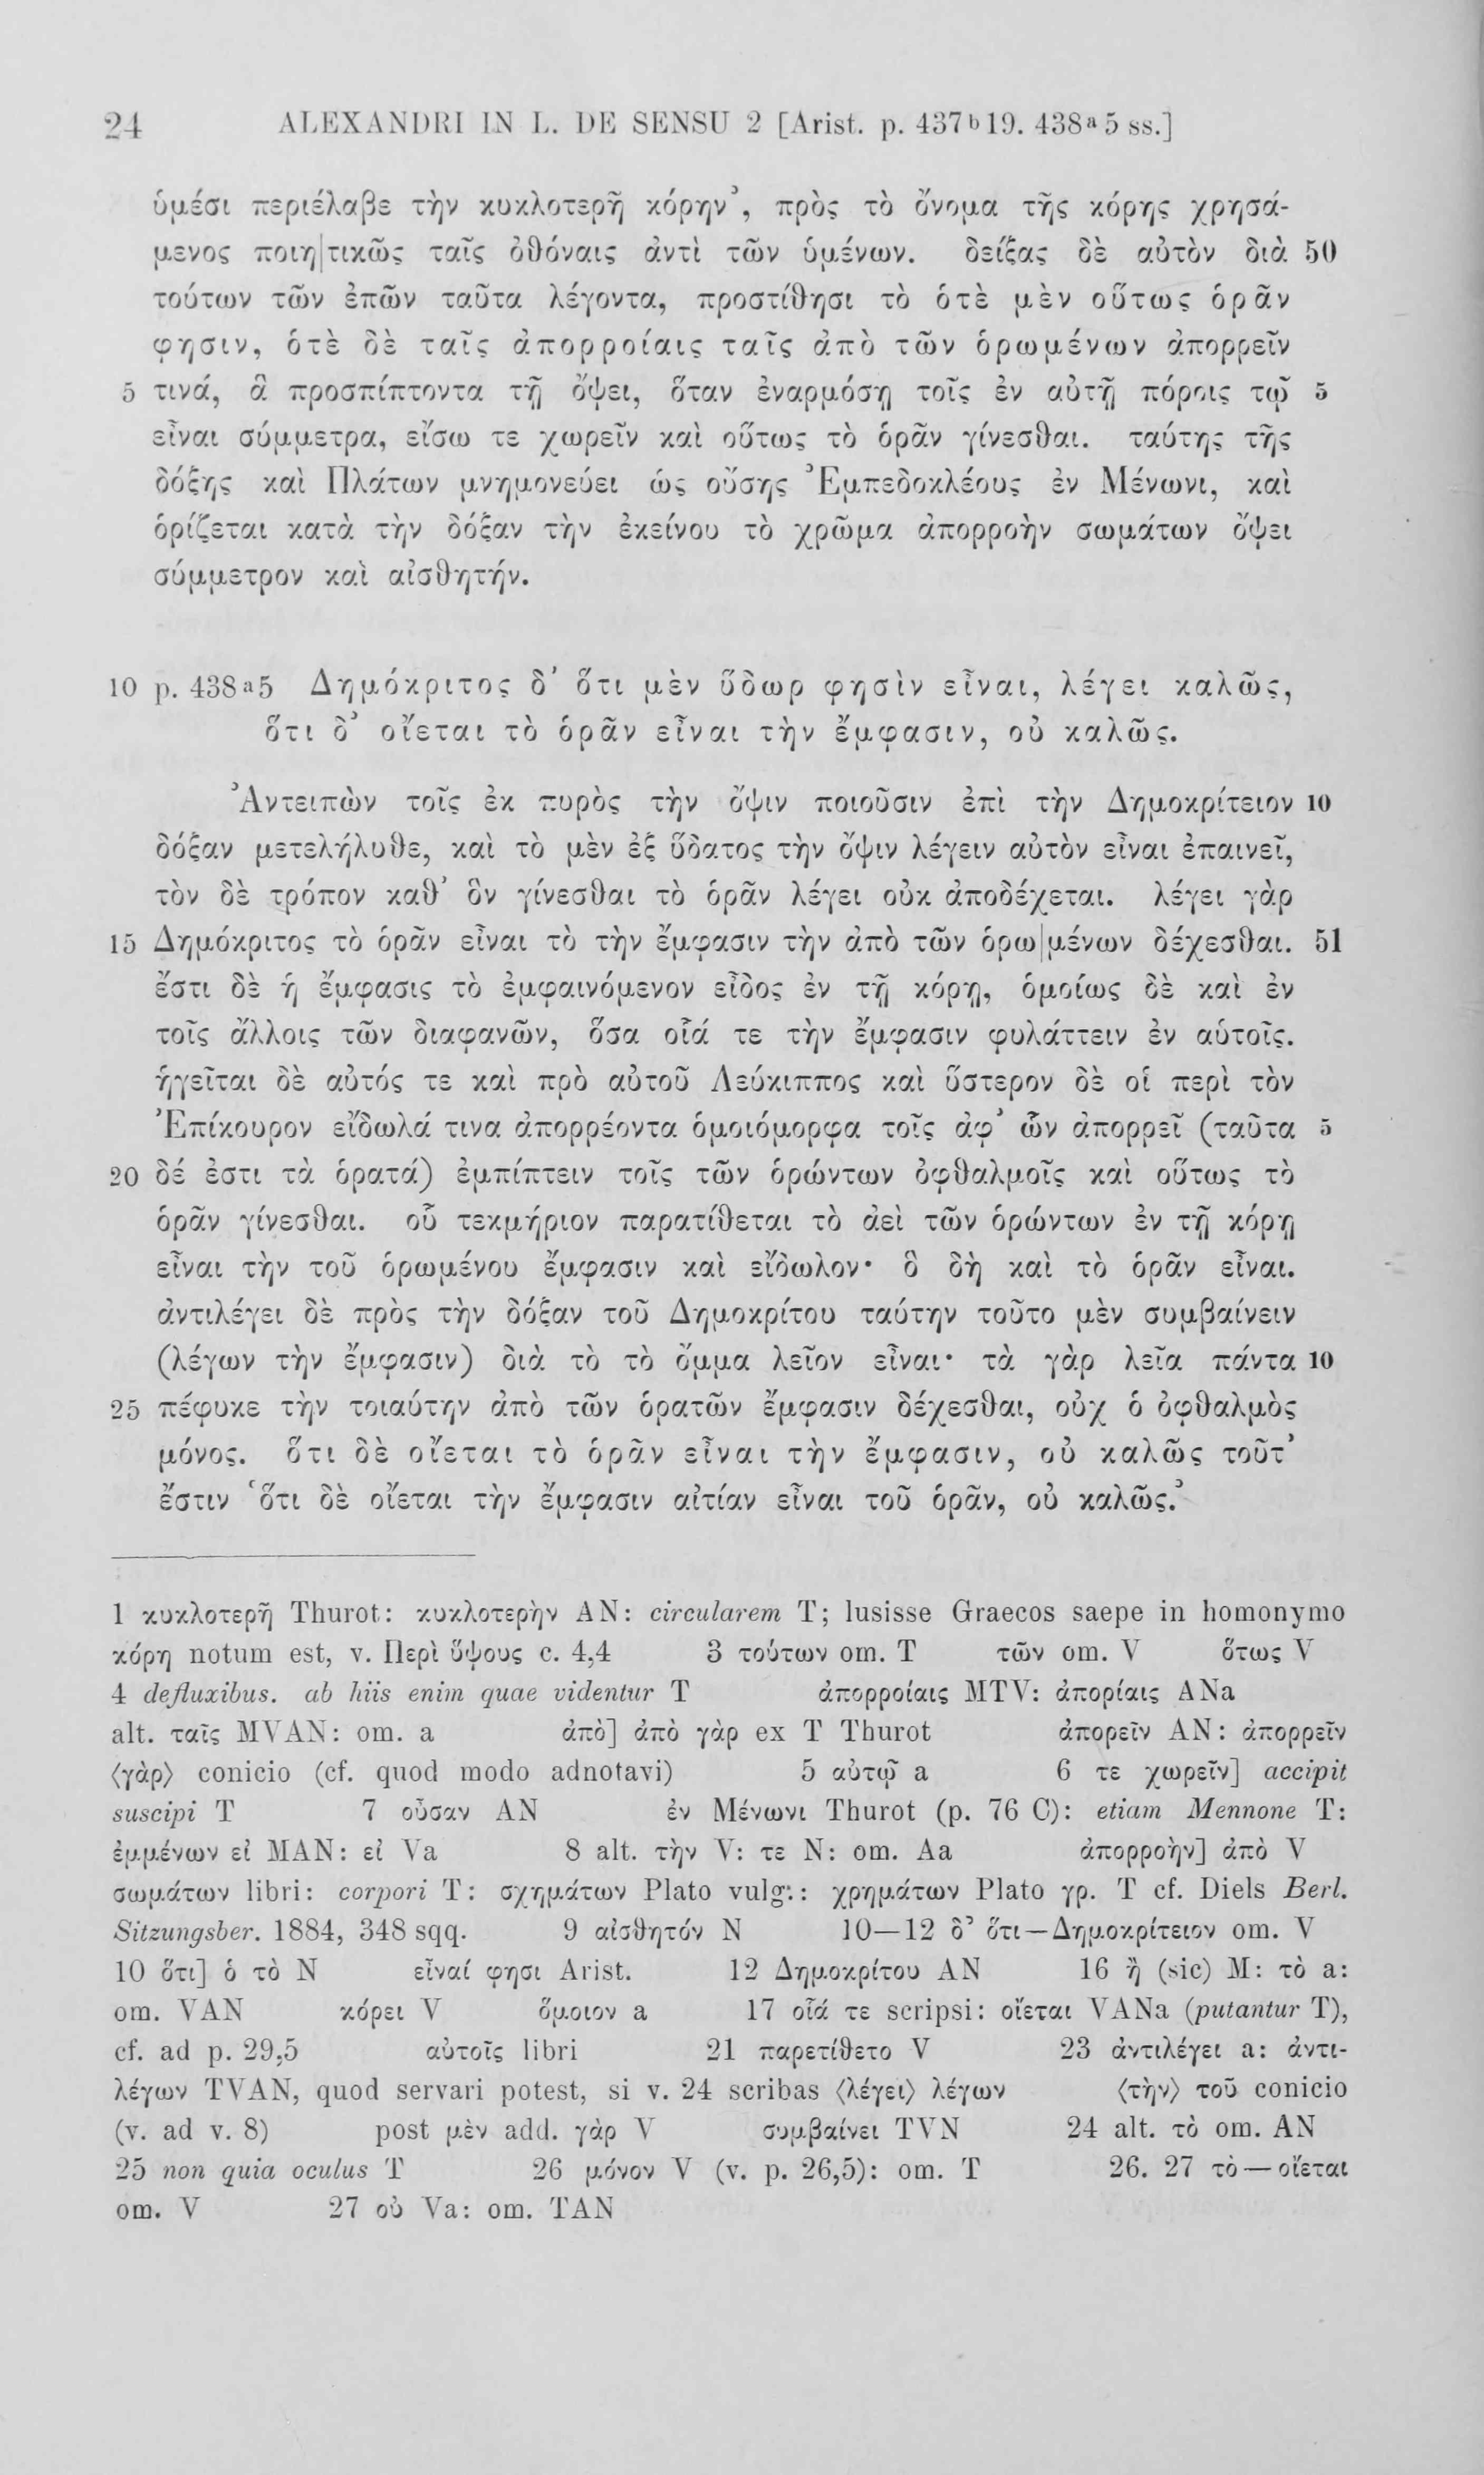 24 ALEXANDRI IN L. DE SENSU 2 [Arist. p. 437ᵇ19. 438ᵃ5 ss.]
ὑμέσι περιέλαβε τὴν κυκλοτερῆ κόρην’, πρὸς τὸ ὄνομα τῆς κόρης χρησά-
μενος ποιη|τικῶς ταῖς ὀθόναις ἀντὶ τῶν ὑμένων. δείξας δὲ αὐτὸν διὰ 50
τούτων τῶν ἐπῶν ταῦτα λέγοντα, προστίθησι τὸ ὁτὲ μὲν οὕτως ὁρᾶν
φησιν, ὁτὲ δὲ ταῖς ἀπορροίαις ταῖς ἀπὸ τῶν ὁρωμένων ἀπορρεῖν
5 τινά, ἃ προσπίπτοντα τῇ ὄψει, ὅταν ἐναρμόσῃ τοῖς ἐν αὐτῇ πόροις τῷ 5
εἶναι σύμμετρα, εἴσω τε χωρεῖν καὶ οὕτως τὸ ὁρᾶν γίνεσθαι. ταύτης τῆς
δόξης καὶ Πλάτων μνημονεύει ὡς οὔσης Ἐμπεδοκλέους ἐν Μένωνι, καὶ
ὁρίζεται κατὰ τὴν δόξαν τὴν ἐκείνου τὸ χρῶμα ἀπορροὴν σωμάτων ὄψει
σύμμετρον καὶ αἰσθητήν.
10 p. 438ᵃ5 Δημόκριτος δ’ ὅτι μὲν ὕδωρ φησὶν εἶναι, λέγει καλῶς,
ὅτι δ’ οἴεται τὸ ὁρᾶν εἶναι τὴν ἔμφασιν, οὐ καλῶς.
Ἀντειπὼν τοῖς ἐκ πυρὸς τὴν ὄψιν ποιοῦσιν ἐπὶ τὴν Δημοκρίτειον 10
δόξαν μετελήλυθε, καὶ τὸ μὲν ἐξ ὕδατος τὴν ὄψιν λέγειν αὐτὸν εἶναι ἐπαινεῖ,
τὸν δὲ τρόπον καθ’ ὃν γίνεσθαι τὸ ὁρᾶν λέγει οὐκ ἀποδέχεται. λέγει γὰρ
15 Δημόκριτος τὸ ὁρᾶν εἶναι τὸ τὴν ἔμφασιν τὴν ἀπὸ τῶν ὁρω|μένων δέχεσθαι. 51
ἔστι δὲ ἡ ἔμφασις τὸ ἐμφαινόμενον εἶδος ἐν τῇ κόρῃ, ὁμοίως δὲ καὶ ἐν
τοῖς ἄλλοις τῶν διαφανῶν, ὅσα οἷά τε τὴν ἔμφασιν φυλάττειν ἐν αὑτοῖς.
ἡγεῖται δὲ αὐτός τε καὶ πρὸ αὐτοῦ Λεύκιππος καὶ ὕστερον δὲ οἱ περὶ τὸν
Ἐπίκουρον εἴδωλά τινα ἀπορρέοντα ὁμοιόμορφα τοῖς ἀφ’ ὧν ἀπορρεῖ (ταῦτα 5
20 δέ ἐστι τὰ ὁρατά) ἐμπίπτειν τοῖς τῶν ὁρώντων ὀφθαλμοῖς καὶ οὕτως τὸ
ὁρᾶν γίνεσθαι. οὗ τεκμήριον παρατίθεται τὸ ἀεὶ τῶν ὁρώντων ἐν τῇ κόρῃ
εἶναι τὴν τοῦ ὁρωμένου ἔμφασιν καὶ εἴδωλον· ὃ δὴ καὶ τὸ ὁρᾶν εἶναι.
ἀντιλέγει δὲ πρὸς τὴν δόξαν τοῦ Δημοκρίτου ταύτην τοῦτο μὲν συμβαίνειν
(λέγων τὴν ἔμφασιν) διὰ τὸ τὸ ὄμμα λεῖον εἶναι· τὰ γὰρ λεῖα πάντα 10
25 πέφυκε τὴν τοιαύτην ἀπὸ τῶν ὁρατῶν ἔμφασιν δέχεσθαι, οὐχ ὁ ὀφθαλμὸς
μόνος. ὅτι δὲ οἴεται τὸ ὁρᾶν εἶναι τὴν ἔμφασιν, οὐ καλῶς τοῦτ’
ἔστιν ‘ὅτι δὲ οἴεται τὴν ἔμφασιν αἰτίαν εἶναι τοῦ ὁρᾶν, οὐ καλῶς.’
1 κυκλοτερῆ Thurot: κυκλοτερὴν AN: circularem T; lusisse Graecos saepe in homonymo
κόρη notum est, v. Περὶ ὕψους c. 4,4 3 τούτων om. T τῶν om. V ὅτως V
4 defluxibus. ab hiis enim quae videntur T ἀπορροίαις MTV: ἀπορίαις ANa
alt. ταῖς MVAN: om. a ἀπὸ] ἀπὸ γὰρ ex T Thurot ἀπορεῖν AN: ἀπορρεῖν
⟨γὰρ⟩ conicio (cf. quod modo adnotavi) 5 αὐτῷ a 6 τε χωρεῖν] accipit
suscipi T 7 οὖσαν AN ἐν Μένωνι Thurot (p. 76 C): etiam Mennone T:
ἐμμένων εἰ MAN: εἰ Va 8 alt. τὴν V: τε N: om. Aa ἀπορροὴν] ἀπὸ V
σωμάτων libri: corpori T: σχημάτων Plato vulg.: χρημάτων Plato γρ. T cf. Diels Berl.
Sitzungsber. 1884, 348 sqq. 9 αἰσθητόν N 10—12 δ’ ὅτι—Δημοκρίτειον om. V
10 ὅτι] ὁ τὸ N εἶναί φησι Arist. 12 Δημοκρίτου AN 16 ἢ (sic) M: τὸ a:
om. VAN κόρει V ὅμοιον a 17 οἷά τε scripsi: οἴεται VANa (putantur T),
cf. ad p. 29,5 αὐτοῖς libri 21 παρετίθετο V 23 ἀντιλέγει a: ἀντι-
λέγων TVAN, quod servari potest, si v. 24 scribas ⟨λέγει⟩ λέγων ⟨τὴν⟩ τοῦ conicio
(v. ad v. 8) post μὲν add. γὰρ V συμβαίνει TVN 24 alt. τὸ om. AN
25 non quia oculus T 26 μόνον V (v. p. 26,5): om. T 26. 27 τὸ—οἴεται
om. V 27 οὐ Va: om. TAN